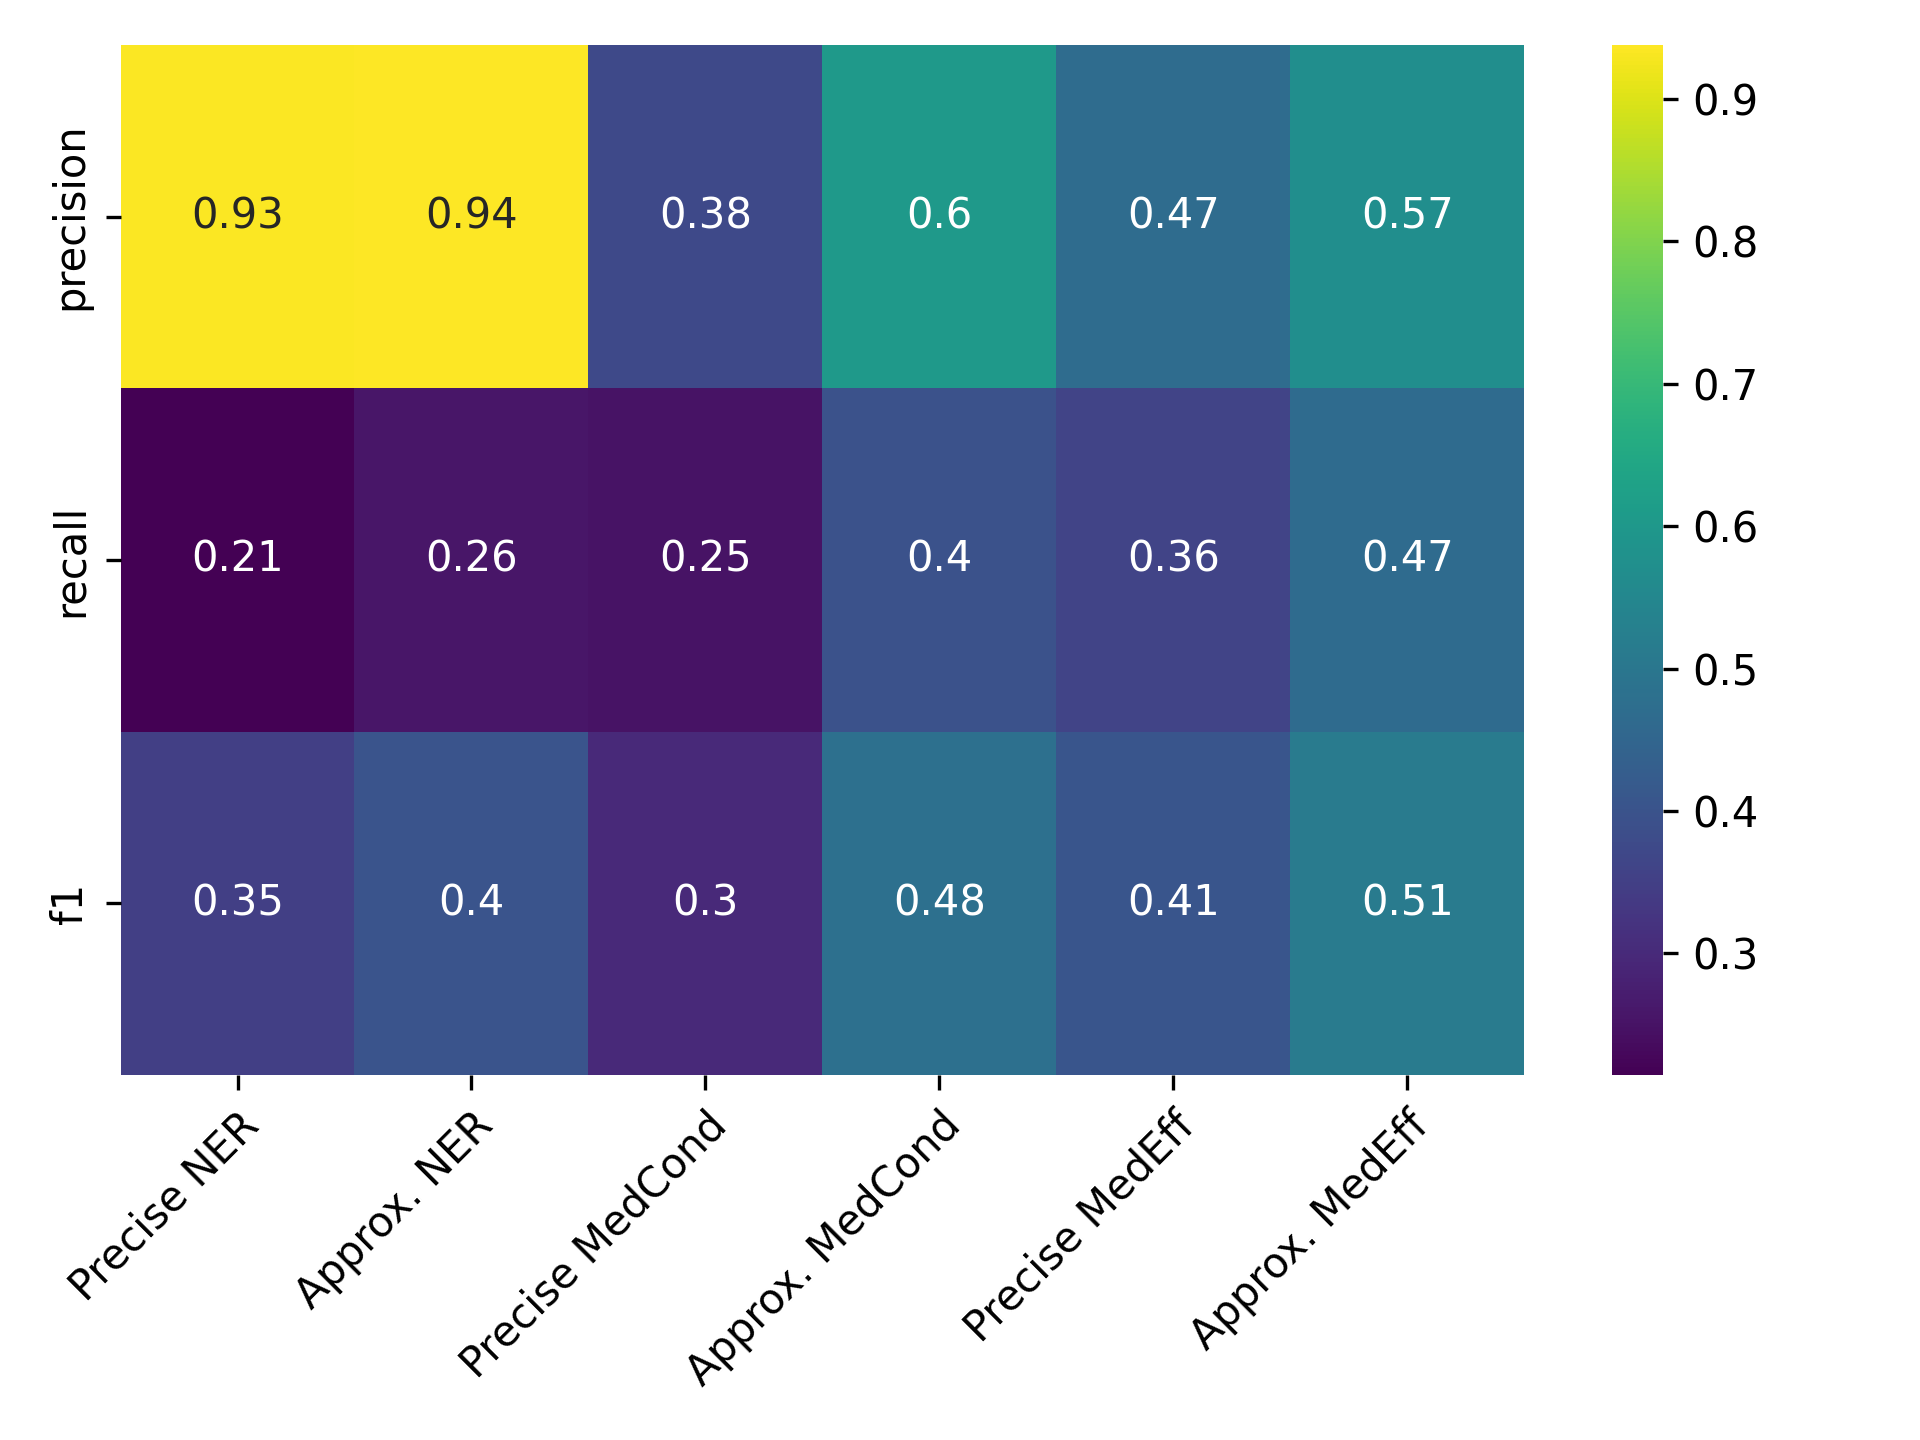 precision 0.93 0.94 0.38 0.6 0.47 0.57
recall 0.21 0.26 0.25 0.4 0.36 0.47
f1 0.35 0.4 0.3 0.48 0.41 0.51
Precise NER
Approx. NER
Precise MedCond
Approx. MedCond
Precise MedEff
Approx. MedEff
0.9
0.8
0.7
0.6
0.5
0.4
0.3